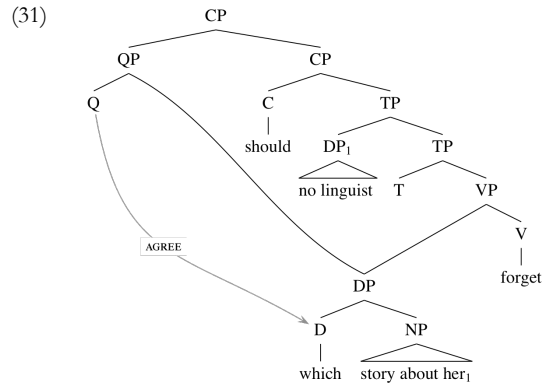 (31)
CP
QP CP
Q C TP
should DP₁ TP
no linguist T VP
V
AGREE
forget
DP
D NP
which story about her₁